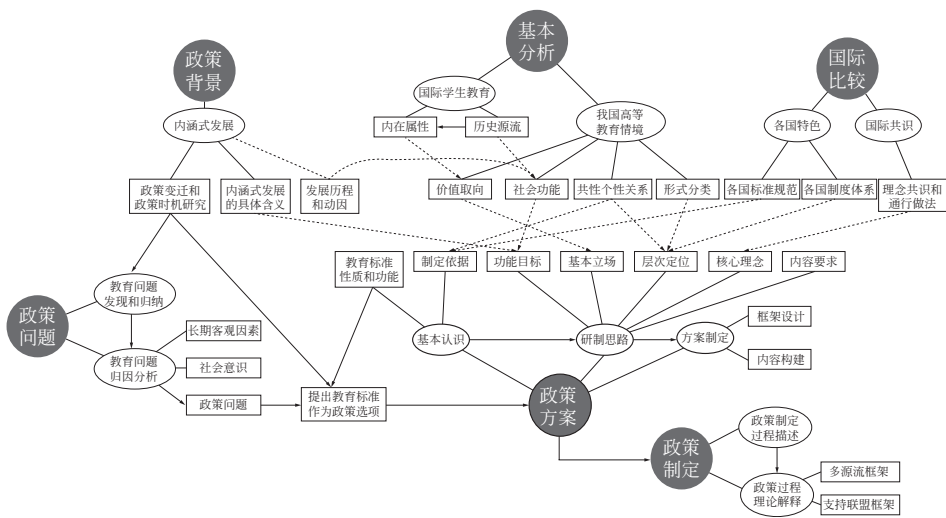 政策
背景
基本
分析
国际
比较
国际学生教育
内涵式发展
我国高等
教育情境
各国特色
国际共识
内在属性
历史源流
政策变迁和
政策时机研究
内涵式发展
的具体含义
发展历程
和动因
价值取向
社会功能
共性个性关系
形式分类
各国标准规范
各国制度体系
理念共识和
通行做法
教育标准
性质和功能
制定依据
功能目标
基本立场
层次定位
核心理念
内容要求
教育问题
发现和归纳
政策
问题
长期客观因素
基本认识
研制思路
方案制定
框架设计
内容构建
教育问题
归因分析
社会意识
政策问题
提出教育标准
作为政策选项
政策
方案
政策
制定
政策制定
过程描述
政策过程
理论解释
多源流框架
支持联盟框架